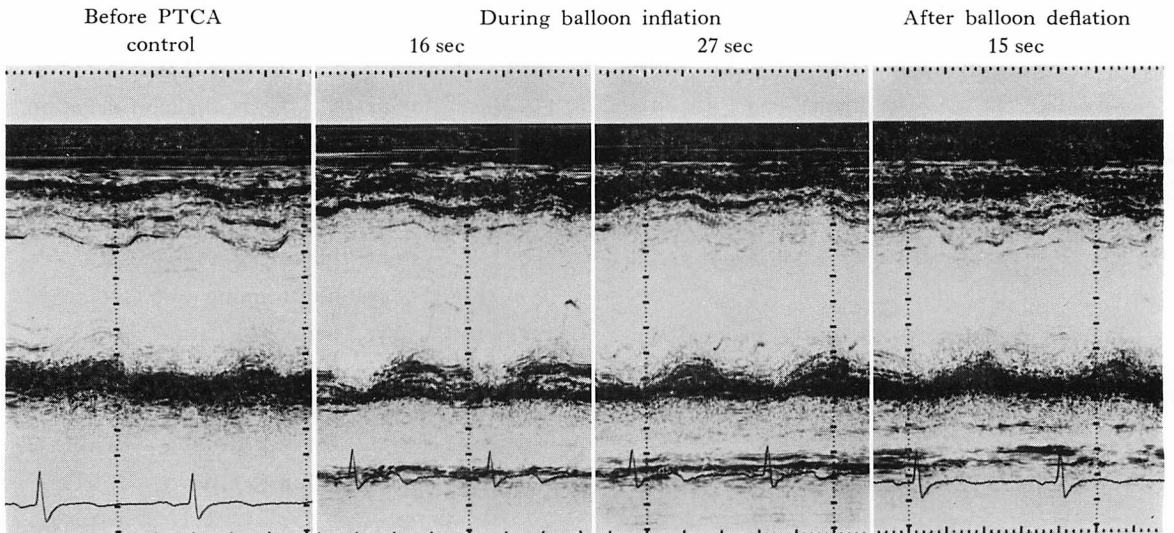 Before PTCA
control
During balloon inflation
16 sec
27 sec
After balloon deflation
15 sec